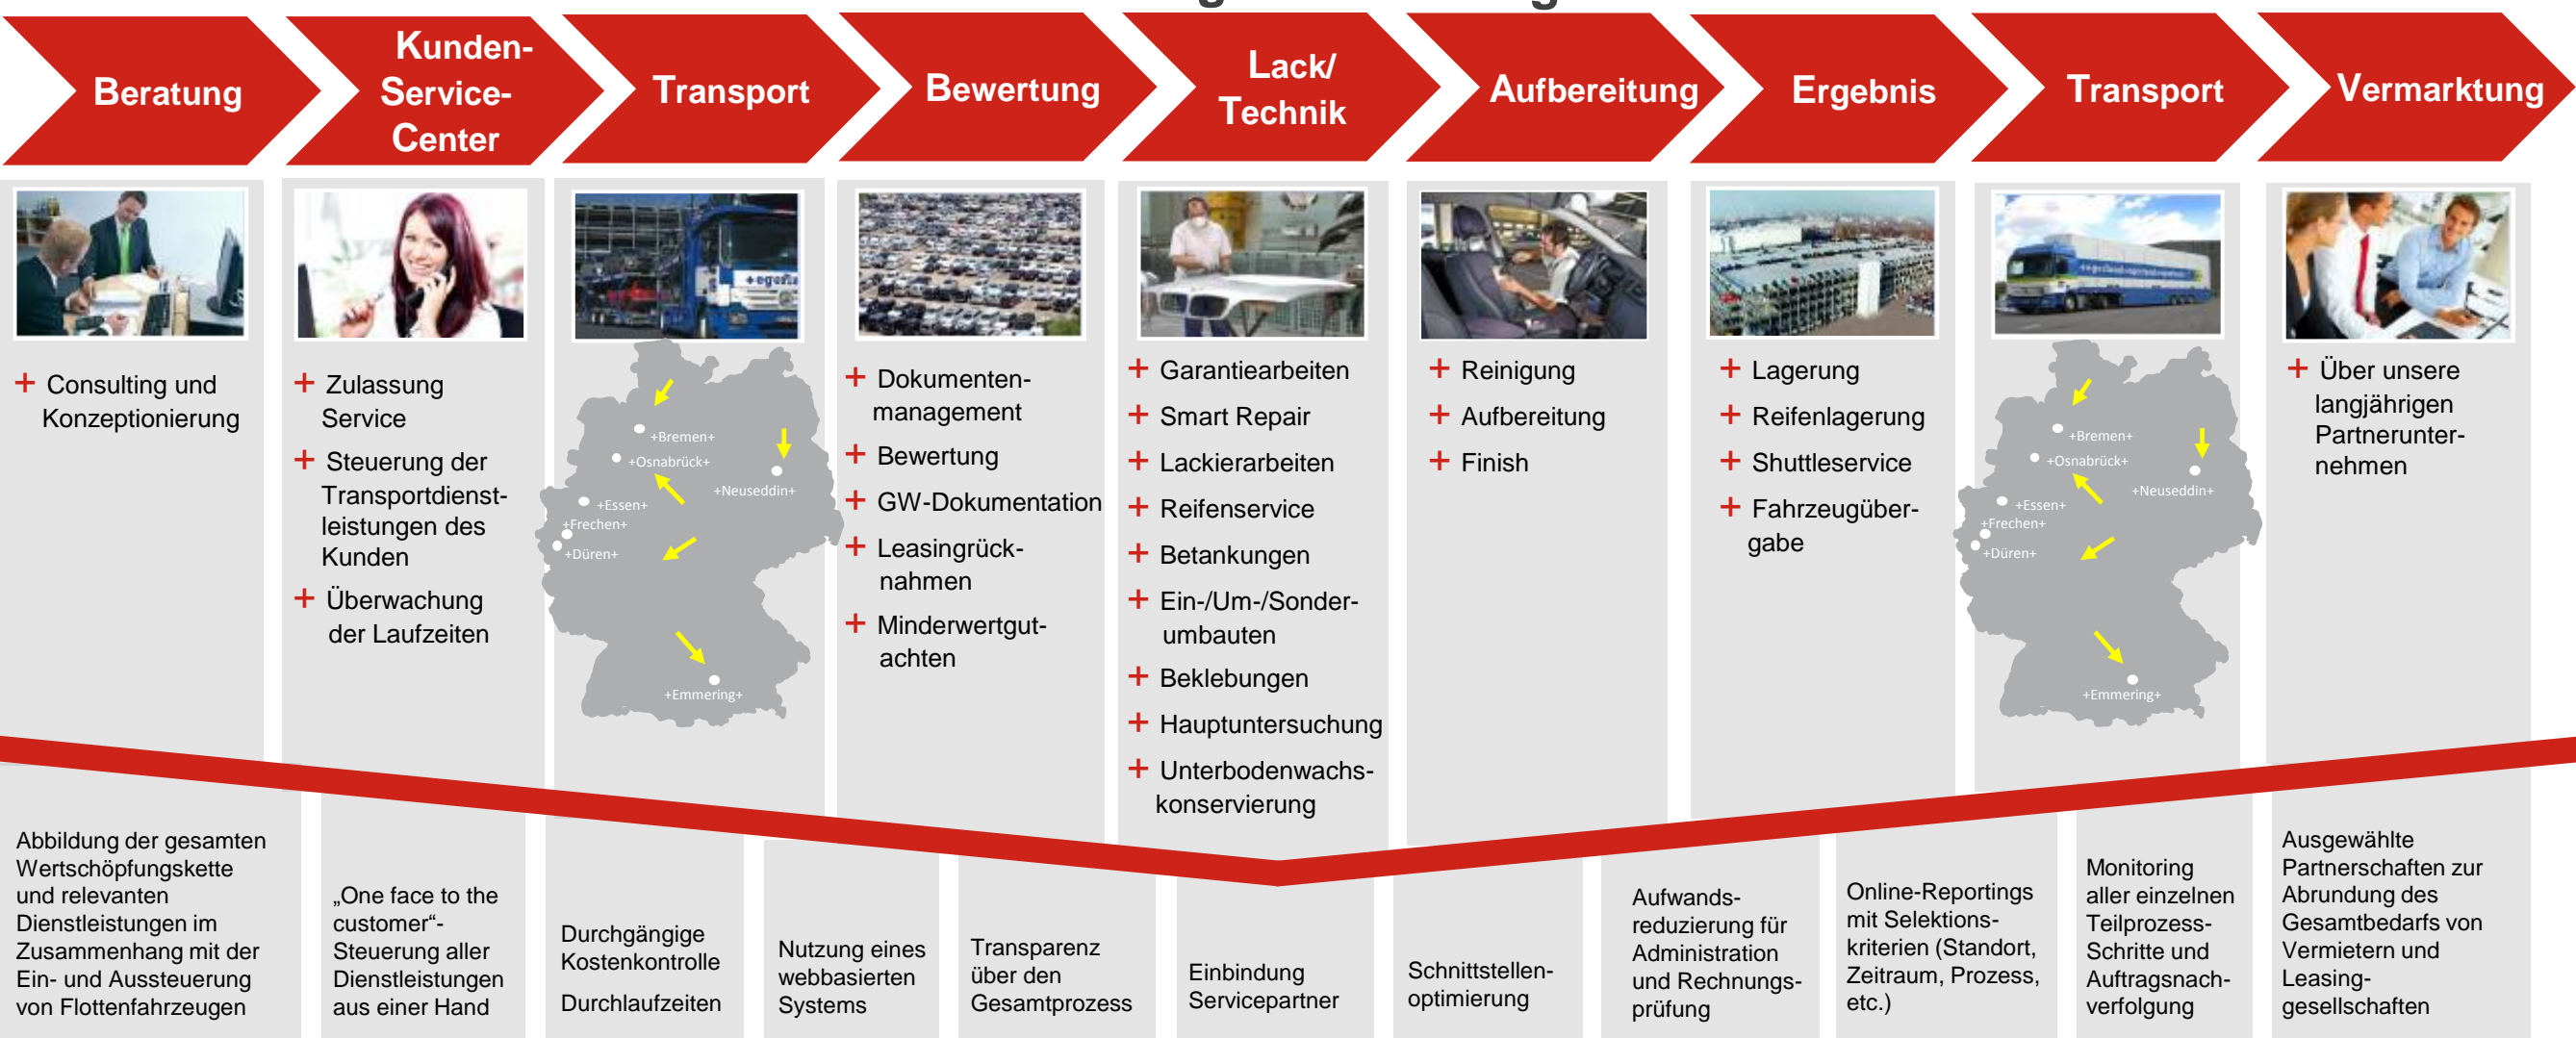 Beratung
Kunden-
Service-
Center
Transport
Bewertung
Lack/
Technik
Aufbereitung
Ergebnis
Transport
Vermarktung
+ Consulting und
Konzeptionierung
+ Zulassung
Service
+ Steuerung der
Transportdienst-
leistungen des
Kunden
+ Überwachung
der Laufzeiten
+Bremen+
+Osnabrück+
+Neuseddin+
+Essen+
+Frechen+
+Düren+
+Emmering+
+ Dokumenten-
management
+ Bewertung
+ GW-Dokumentation
+ Leasingrück-
nahmen
+ Minderwertgut-
achten
+ Garantiearbeiten
+ Smart Repair
+ Lackierarbeiten
+ Reifenservice
+ Betankungen
+ Ein-/Um-/Sonder-
umbauten
+ Beklebungen
+ Hauptuntersuchung
+ Unterbodenwachs-
konservierung
+ Reinigung
+ Aufbereitung
+ Finish
+ Lagerung
+ Reifenlagerung
+ Shuttleservice
+ Fahrzeugüber-
gabe
+Bremen+
+Osnabrück+
+Neuseddin+
+Essen+
+Frechen+
+Düren+
+Emmering+
+ Über unsere
langjährigen
Partnerunter-
nehmen
Abbildung der gesamten
Wertschöpfungskette
und relevanten
Dienstleistungen im
Zusammenhang mit der
Ein- und Aussteuerung
von Flottenfahrzeugen
„One face to the
customer“-
Steuerung aller
Dienstleistungen
aus einer Hand
Durchgängige
Kostenkontrolle
Durchlaufzeiten
Nutzung eines
webbasierten
Systems
Transparenz
über den
Gesamtprozess
Einbindung
Servicepartner
Schnittstellen-
optimierung
Aufwands-
reduzierung für
Administration
und Rechnungs-
prüfung
Online-Reportings
mit Selektions-
kriterien (Standort,
Zeitraum, Prozess,
etc.)
Monitoring
aller einzelnen
Teilprozess-
Schritte und
Auftragsnach-
verfolgung
Ausgewählte
Partnerschaften zur
Abrundung des
Gesamtbedarfs von
Vermietern und
Leasing-
gesellschaften